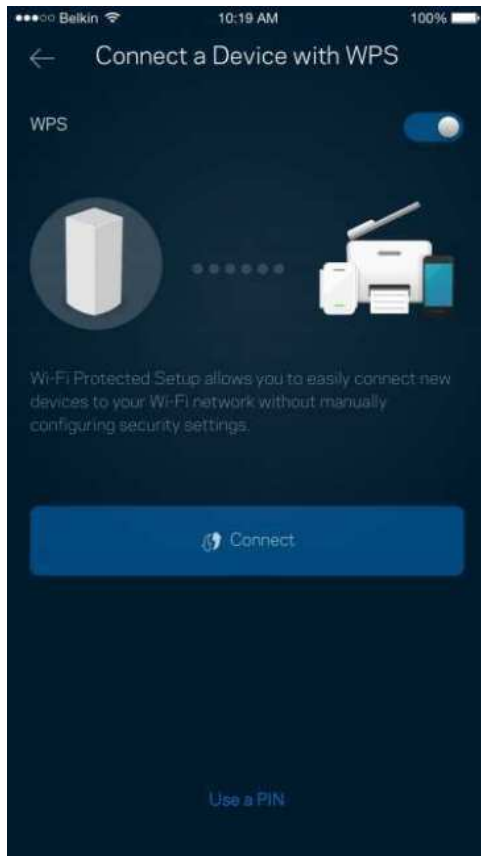 Belkin 10:19 AM 100%
Connect a Device with WPS
WPS
Wi-Fi Protected Setup allows you to easily connect new
devices to your Wi-Fi network without manually
configuring security settings.
Connect
Use a PIN